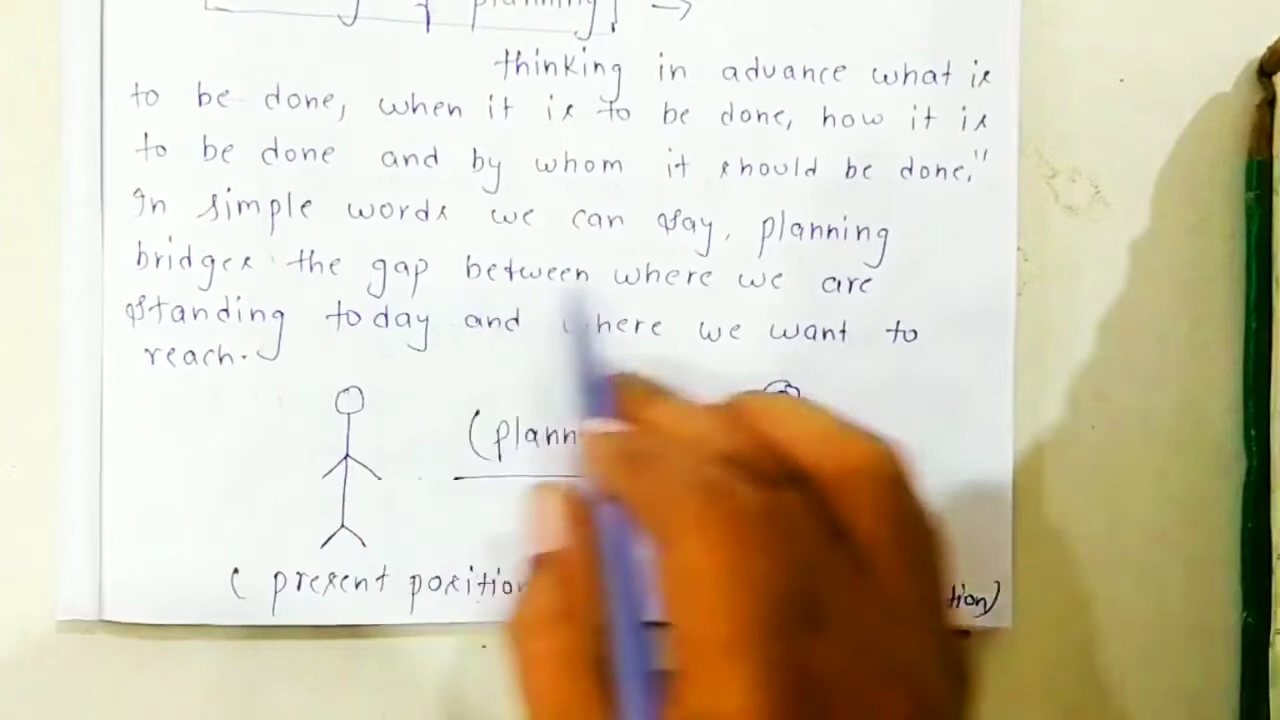 planning] →
thinking in advance what is
to be done, when it is to be done, how it is
to be done and by whom it should be done."
In simple words we can say, planning
bridges the gap between where we are
standing today and where we want to
reach.
(plann
( present position
tion)